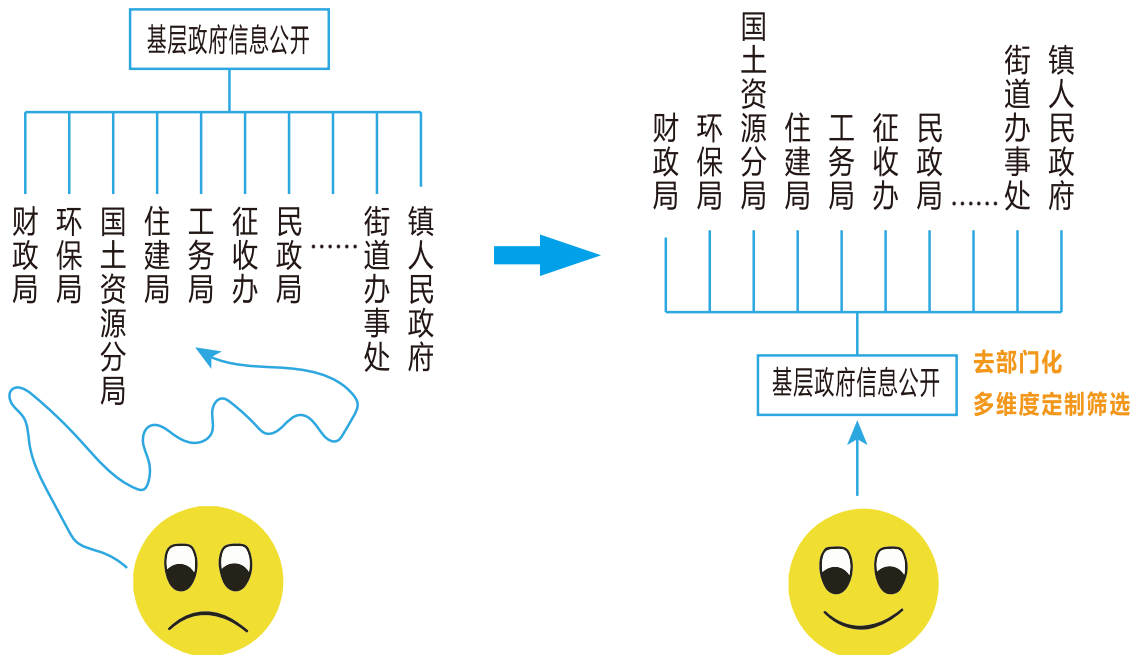 基层政府信息公开
财政局
环保局
国土资源分局
住建局
工务局
征收办
民政局
……
街道办事处
镇人民政府
财政局
环保局
国土资源分局
住建局
工务局
征收办
民政局
……
街道办事处
镇人民政府
基层政府信息公开
去部门化
多维度定制筛选